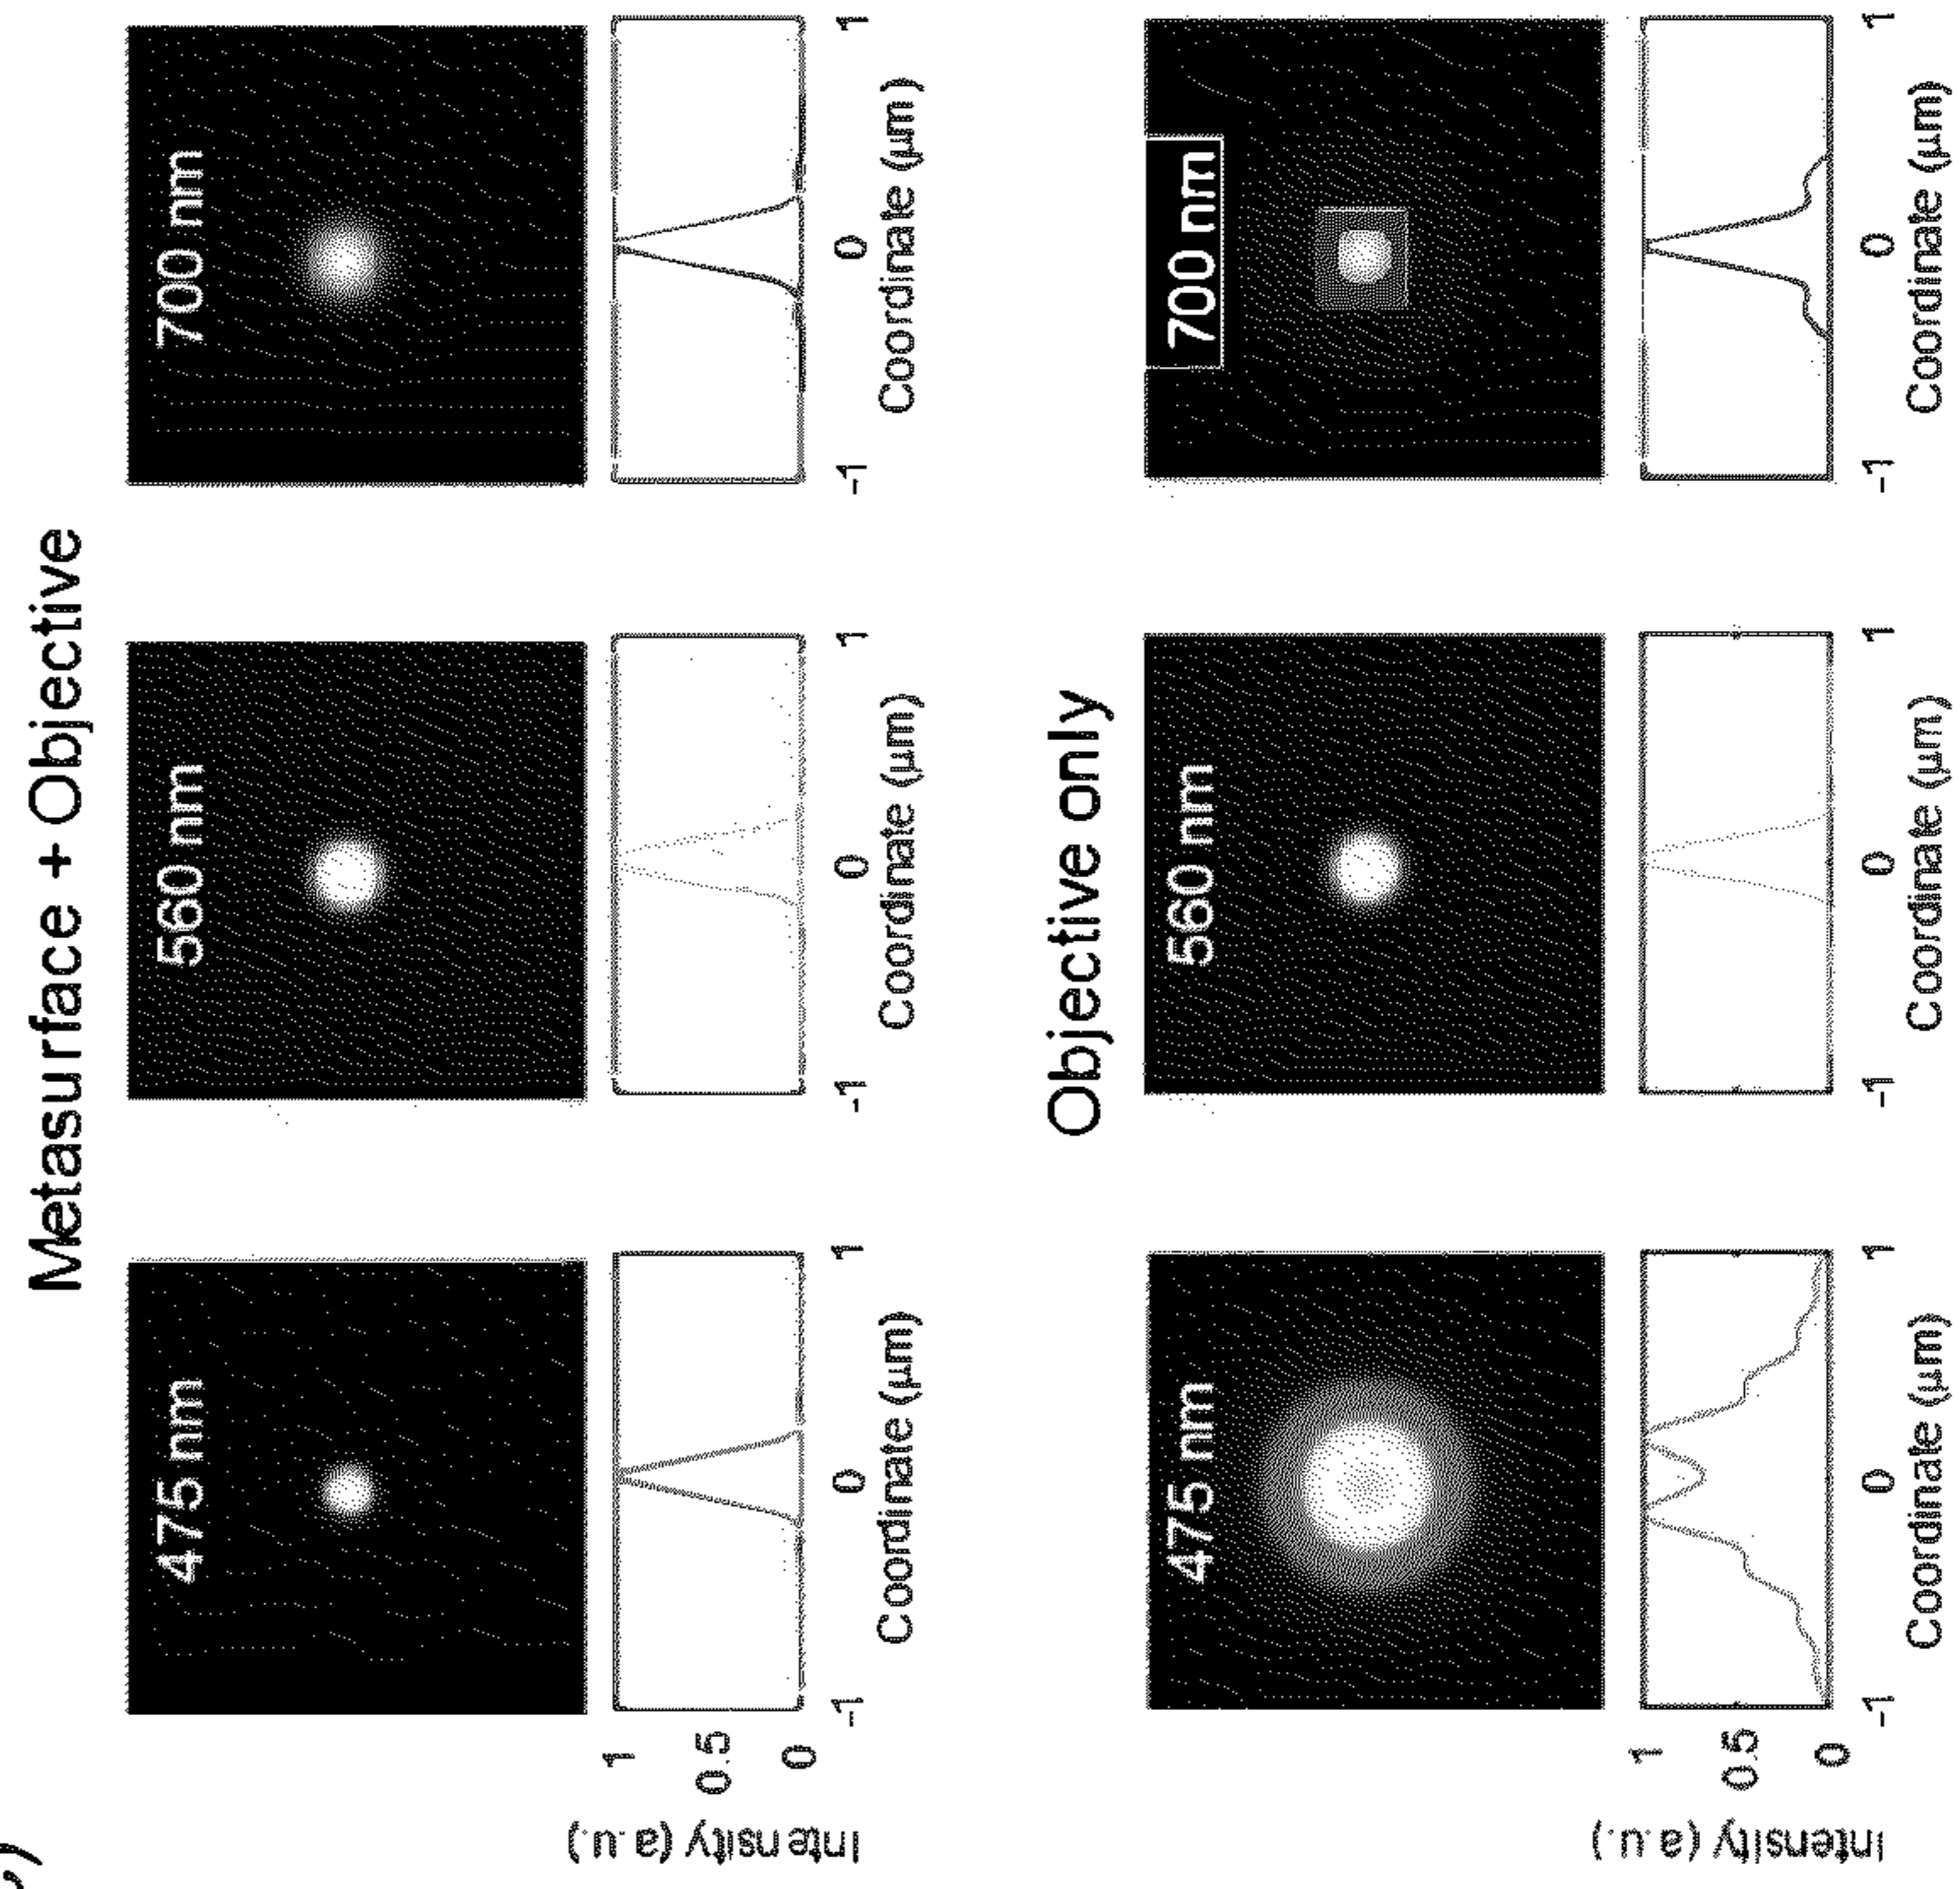 Metasurface + Objective
475 nm
560 nm
700 nm
Intensity (a.u.)
1
0.5
0
-1 0 1
-1 0 1
-1 0 1
Coordinate (µm)
Coordinate (µm)
Coordinate (µm)
Objective only
475 nm
560 nm
700 nm
Intensity (a.u.)
1
0.5
0
-1 0 1
-1 0 1
-1 0 1
Coordinate (µm)
Coordinate (µm)
Coordinate (µm)